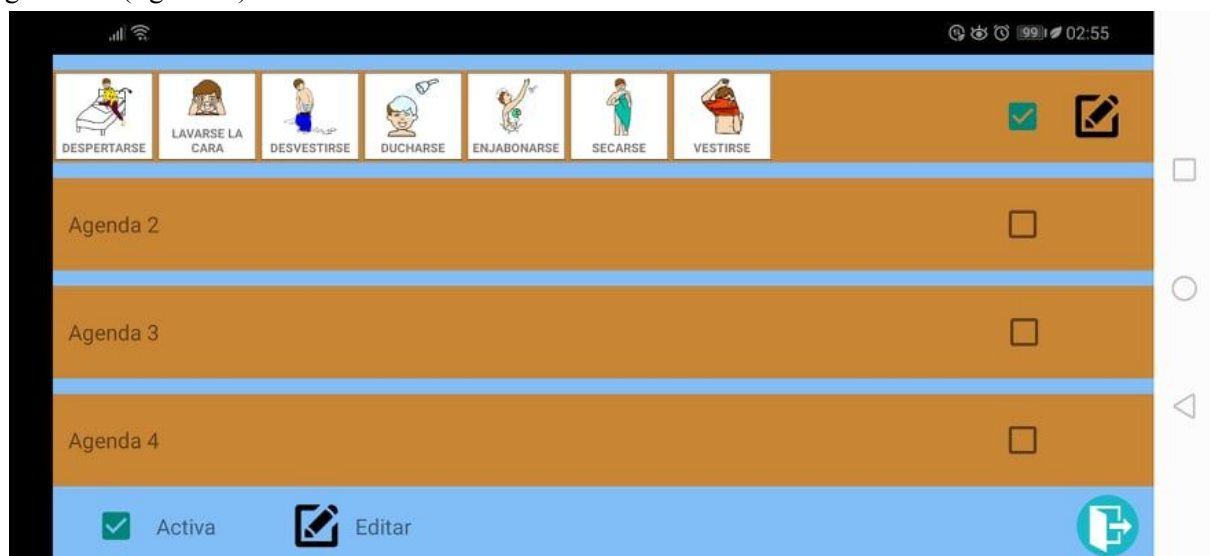 99 02:55
DESPERTARSE
LAVARSE LA
CARA
DESVESTIRSE
DUCHARSE
ENJABONARSE
SECARSE
VESTIRSE
Agenda 2
Agenda 3
Agenda 4
Activa
Editar